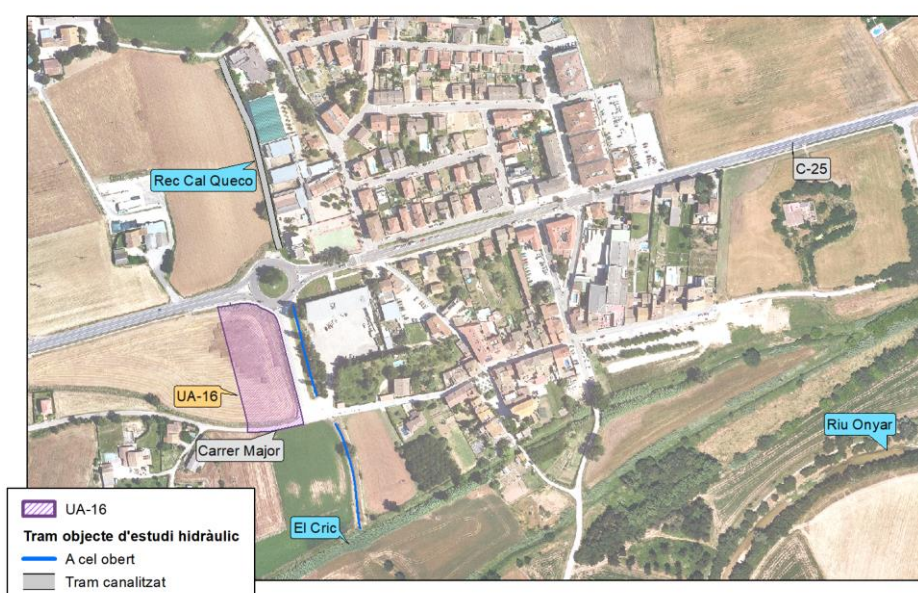 Rec Cal Queco
C-25
UA-16
Carrer Major
Riu Onyar
El Cric
UA-16
Tram objecte d'estudi hidràulic
A cel obert
Tram canalitzat